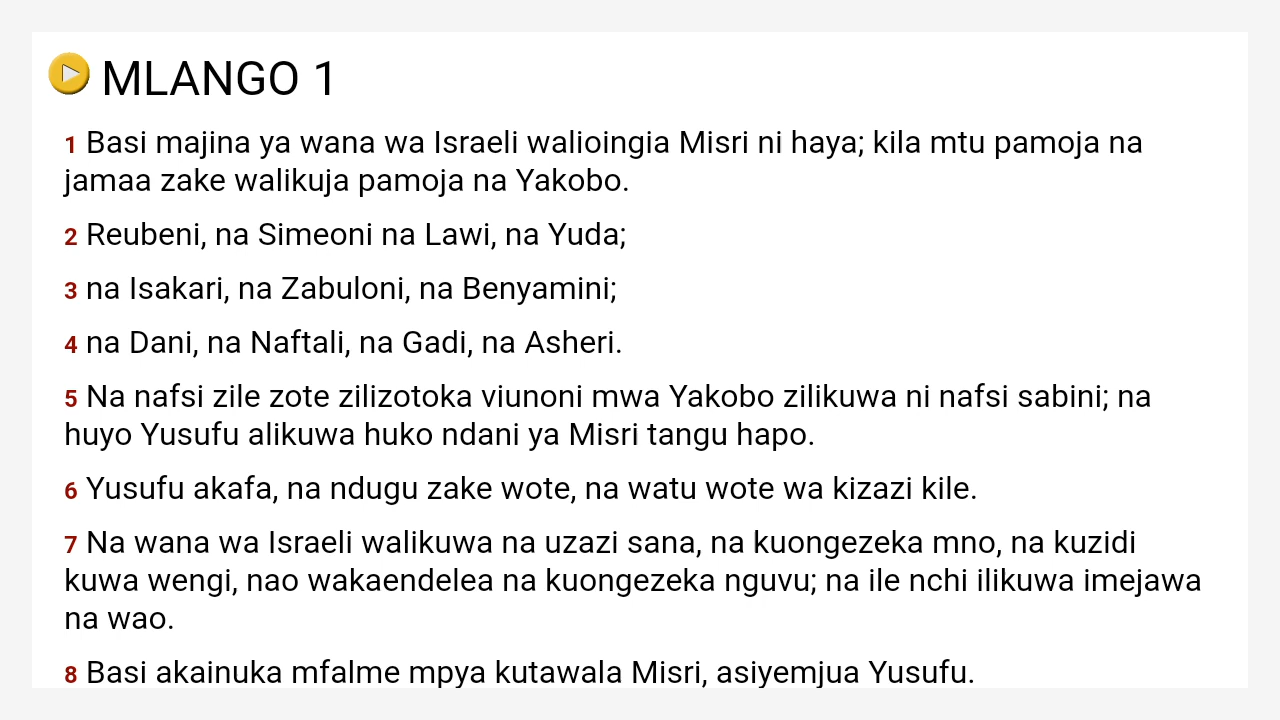 MLANGO 1
1 Basi majina ya wana wa Israeli walioingia Misri ni haya; kila mtu pamoja na
jamaa zake walikuja pamoja na Yakobo.
2 Reubeni, na Simeoni na Lawi, na Yuda;
3 na Isakari, na Zabuloni, na Benyamini;
4 na Dani, na Naftali, na Gadi, na Asheri.
5 Na nafsi zile zote zilizotoka viunoni mwa Yakobo zilikuwa ni nafsi sabini; na
huyo Yusufu alikuwa huko ndani ya Misri tangu hapo.
6 Yusufu akafa, na ndugu zake wote, na watu wote wa kizazi kile.
7 Na wana wa Israeli walikuwa na uzazi sana, na kuongezeka mno, na kuzidi
kuwa wengi, nao wakaendelea na kuongezeka nguvu; na ile nchi ilikuwa imejawa
na wao.
8 Basi akainuka mfalme mpya kutawala Misri, asiyemjua Yusufu.